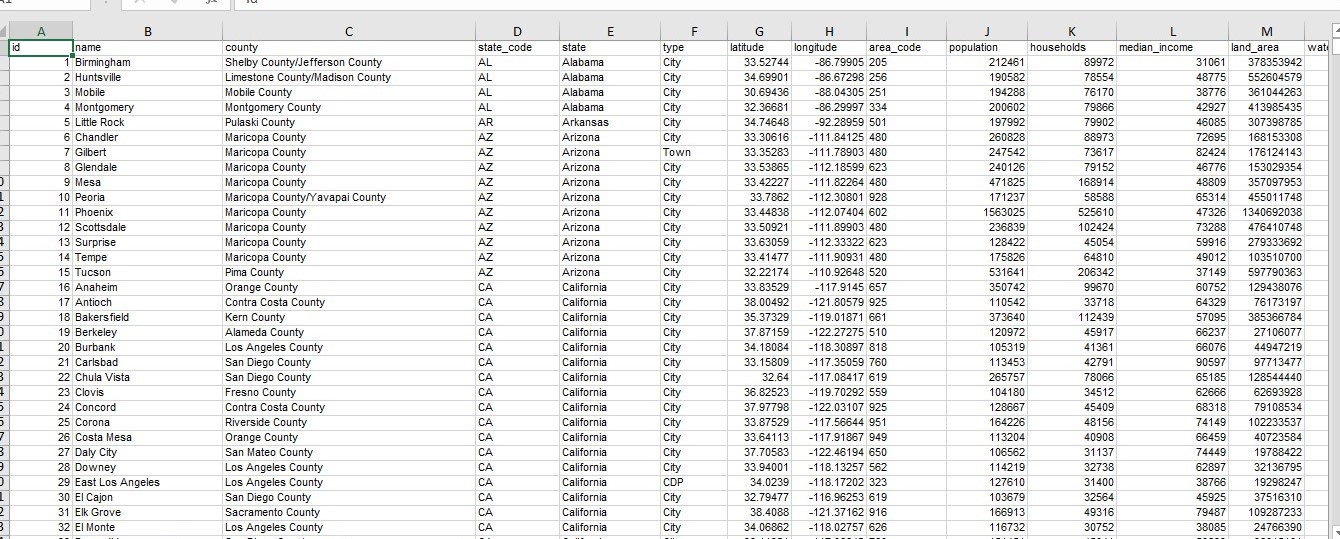 A B C D E F G H I J K L M
id name county state_code state type latitude longitude area_code population households median_income land_area
1 Birmingham Shelby County/Jefferson County AL Alabama City 33.52744 -86.79905 205 212461 89972 31061 378353942
2 Huntsville Limestone County/Madison County AL Alabama City 34.69901 -86.67298 256 190582 78554 48775 552604579
3 Mobile Mobile County AL Alabama City 30.69436 -88.04305 251 194288 76170 38776 361044263
4 Montgomery Montgomery County AL Alabama City 32.36681 -86.29997 334 200602 79866 42927 413985435
5 Little Rock Pulaski County AR Arkansas City 34.74648 -92.28959 501 197992 79902 46085 307398785
6 Chandler Maricopa County AZ Arizona City 33.30616 -111.84125 480 260828 88973 72695 168153308
7 Gilbert Maricopa County AZ Arizona Town 33.35283 -111.78903 480 247542 73617 82424 176124143
8 Glendale Maricopa County AZ Arizona City 33.53865 -112.18599 623 240126 79152 46776 153029354
9 Mesa Maricopa County AZ Arizona City 33.42227 -111.82264 480 471825 168914 48809 357097953
10 Peoria Maricopa County/Yavapai County AZ Arizona City 33.7862 -112.30801 928 171237 58588 65314 455011748
11 Phoenix Maricopa County AZ Arizona City 33.44838 -112.07404 602 1563025 525610 47326 1340692038
12 Scottsdale Maricopa County AZ Arizona City 33.50921 -111.89903 480 236839 102424 73288 476410748
13 Surprise Maricopa County AZ Arizona City 33.63059 -112.33322 623 128422 45054 59916 279333692
14 Tempe Maricopa County AZ Arizona City 33.41477 -111.90931 480 175826 64810 49012 103510700
15 Tucson Pima County AZ Arizona City 32.22174 -110.92648 520 531641 206342 37149 597790363
16 Anaheim Orange County CA California City 33.83529 -117.9145 657 350742 99670 60752 129438076
17 Antioch Contra Costa County CA California City 38.00492 -121.80579 925 110542 33718 64329 76173197
18 Bakersfield Kern County CA California City 35.37329 -119.01871 661 373640 112439 57095 385366784
19 Berkeley Alameda County CA California City 37.87159 -122.27275 510 120972 45917 66237 27106077
20 Burbank Los Angeles County CA California City 34.18084 -118.30897 818 105319 41361 66076 44947219
21 Carlsbad San Diego County CA California City 33.15809 -117.35059 760 113453 42791 90597 97713477
22 Chula Vista San Diego County CA California City 32.64 -117.08417 619 265757 78066 65185 128544440
23 Clovis Fresno County CA California City 36.82523 -119.70292 559 104180 34512 62666 62693928
24 Concord Contra Costa County CA California City 37.97798 -122.03107 925 128667 45409 68318 79108534
25 Corona Riverside County CA California City 33.87529 -117.56644 951 164226 48156 74149 102233537
26 Costa Mesa Orange County CA California City 33.64113 -117.91867 949 113204 40908 66459 40723584
27 Daly City San Mateo County CA California City 37.70583 -122.46194 650 106562 31137 74449 19788422
28 Downey Los Angeles County CA California City 33.94001 -118.13257 562 114219 32738 62897 32136795
29 East Los Angeles Los Angeles County CA California CDP 34.0239 -118.17202 323 127610 31400 38766 19298247
30 El Cajon San Diego County CA California City 32.79477 -116.96253 619 103679 32564 45925 37516310
31 Elk Grove Sacramento County CA California City 38.4088 -121.37162 916 166913 49316 79487 109287233
32 El Monte Los Angeles County CA California City 34.06862 -118.02757 626 116732 30752 38085 24766390